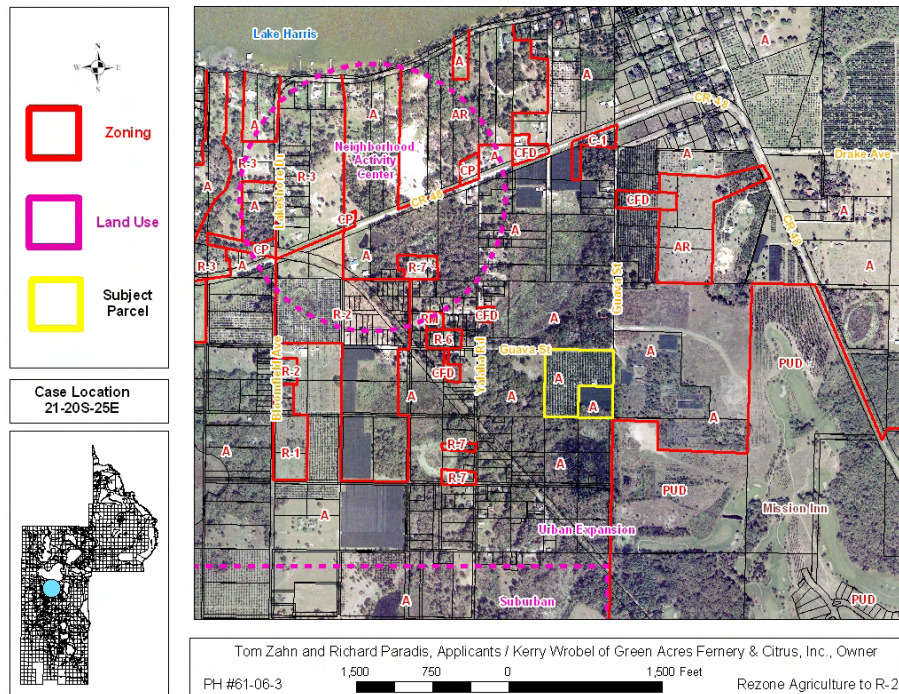 N
W E
S
Zoning
Land Use
Subject
Parcel
Case Location
21-20S-25E
Lake Harris
A
A
AR
A
A
CR 48
C-1
Neighborhood
Activity
Center
A
R-3
A
Lakeshore Dr
R-3
A
CFD
CP
CR 48
A
Drake Ave
A
CFD
AR
CP
CP
A
A
CR 48
A
R-3
A
R-7
A
Guava St
R-2
RM
CFD
A
R-6
Yalaha Rd
Guava St
A
PUD
Bloomfield Ave
R-2
CFD
A
A
A
A
A
R-1
A
R-7
R-7
A
PUD
Mission Inn
A
Urban Expansion
A
Suburban
PUD
Tom Zahn and Richard Paradis, Applicants / Kerry Wrobel of Green Acres Fernery & Citrus, Inc., Owner
1,500 750 0 1,500 Feet
PH #61-06-3
Rezone Agriculture to R-2